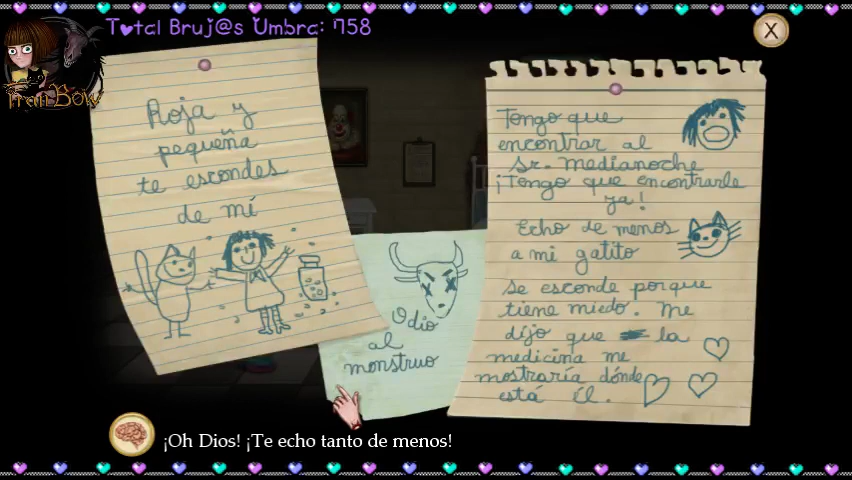 T♥tal Bruj@s Umbra: 758
Fran Bow
X
Roja y
pequeña
te escondes
de mí
Odio
al
monstruo
Tengo que
encontrar al
Sr. Medianoche
¡Tengo que encontrarle
ya!
Echo de menos
a mi gatito
Se esconde porque
tiene miedo. Me
dijo que la
medicina me
mostraría dónde
está él.
¡Oh Dios! ¡Te echo tanto de menos!